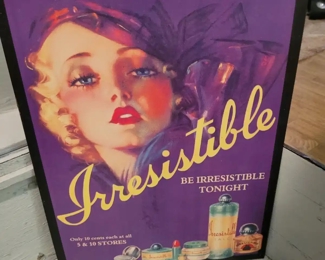 Irresistible
BE IRRESISTIBLE
TONIGHT
Only 10 cents each at all
5 & 10 STORES